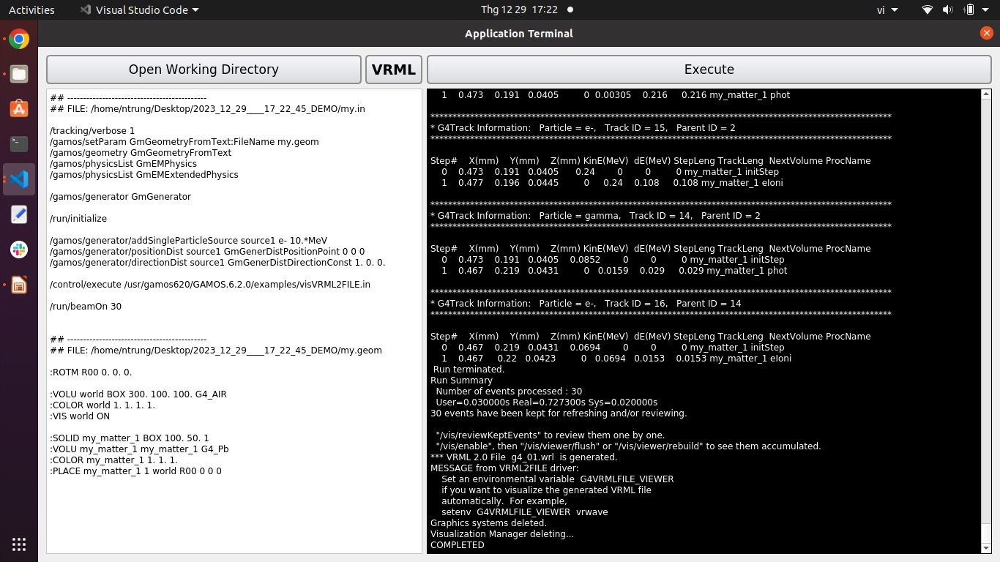 Activities
Visual Studio Code
Thg 12 29 17:22
vi
Application Terminal
Open Working Directory
VRML
Execute
## --------------------------------------------
## FILE: /home/ntrung/Desktop/2023_12_29____17_22_45_DEMO/my.in
/tracking/verbose 1
/gamos/setParam GmGeometryFromText:FileName my.geom
/gamos/geometry GmGeometryFromText
/gamos/physicsList GmEMPhysics
/gamos/physicsList GmEMExtendedPhysics
/gamos/generator GmGenerator
/run/initialize
/gamos/generator/addSingleParticleSource source1 e- 10.*MeV
/gamos/generator/positionDist source1 GmGenerDistPositionPoint 0 0 0
/gamos/generator/directionDist source1 GmGenerDistDirectionConst 1. 0. 0.
/control/execute /usr/gamos620/GAMOS.6.2.0/examples/visVRML2FILE.in
/run/beamOn 30
## --------------------------------------------
## FILE: /home/ntrung/Desktop/2023_12_29____17_22_45_DEMO/my.geom
:ROTM R00 0. 0. 0.
:VOLU world BOX 300. 100. 100. G4_AIR
:COLOR world 1. 1. 1. 1.
:VIS world ON
:SOLID my_matter_1 BOX 100. 50. 1
:VOLU my_matter_1 my_matter_1 G4_Pb
:COLOR my_matter_1 1. 1. 1.
:PLACE my_matter_1 1 world R00 0 0 0
1 0.473 0.191 0.0405 0 0.00305 0.216 0.216 my_matter_1 phot
*********************************************************************************************************
* G4Track Information: Particle = e-, Track ID = 15, Parent ID = 2
*********************************************************************************************************
Step# X(mm) Y(mm) Z(mm) KinE(MeV) dE(MeV) StepLeng TrackLeng NextVolume ProcName
0 0.473 0.191 0.0405 0.24 0 0 0 my_matter_1 initStep
1 0.477 0.196 0.0445 0 0.24 0.108 0.108 my_matter_1 eIoni
*********************************************************************************************************
* G4Track Information: Particle = gamma, Track ID = 14, Parent ID = 2
*********************************************************************************************************
Step# X(mm) Y(mm) Z(mm) KinE(MeV) dE(MeV) StepLeng TrackLeng NextVolume ProcName
0 0.473 0.191 0.0405 0.0852 0 0 0 my_matter_1 initStep
1 0.467 0.219 0.0431 0 0.0159 0.029 0.029 my_matter_1 phot
*********************************************************************************************************
* G4Track Information: Particle = e-, Track ID = 16, Parent ID = 14
*********************************************************************************************************
Step# X(mm) Y(mm) Z(mm) KinE(MeV) dE(MeV) StepLeng TrackLeng NextVolume ProcName
0 0.467 0.219 0.0431 0.0694 0 0 0 my_matter_1 initStep
1 0.467 0.22 0.0423 0 0.0694 0.0153 0.0153 my_matter_1 eIoni
Run terminated.
Run Summary
Number of events processed : 30
User=0.030000s Real=0.727300s Sys=0.020000s
30 events have been kept for refreshing and/or reviewing.
"/vis/reviewKeptEvents" to review them one by one.
"/vis/enable", then "/vis/viewer/flush" or "/vis/viewer/rebuild" to see them accumulated.
*** VRML 2.0 File g4_01.wrl is generated.
MESSAGE from VRML2FILE driver:
Set an environmental variable G4VRMLFILE_VIEWER
if you want to visualize the generated VRML file
automatically. For example,
setenv G4VRMLFILE_VIEWER vrwave
Graphics systems deleted.
Visualization Manager deleting...
COMPLETED